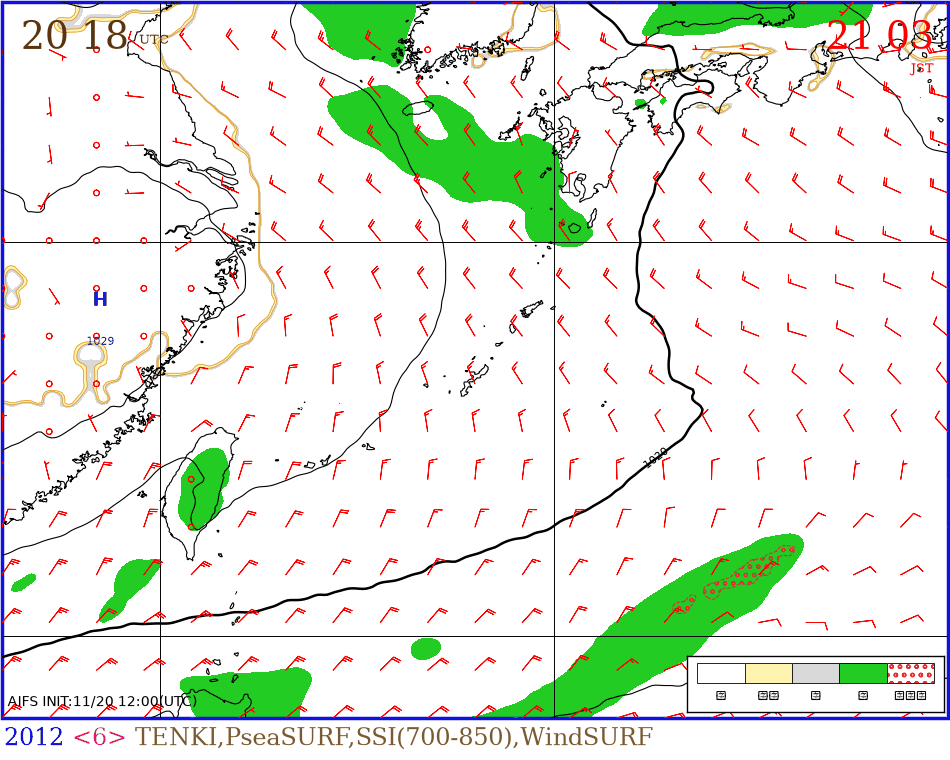 20 18 UTC
21 03
JST
H
1029
1020
AIFS INIT:11/20 12:00(UTC)
2012 <6> TENKI,PseaSURF,SSI(700-850),WindSURF